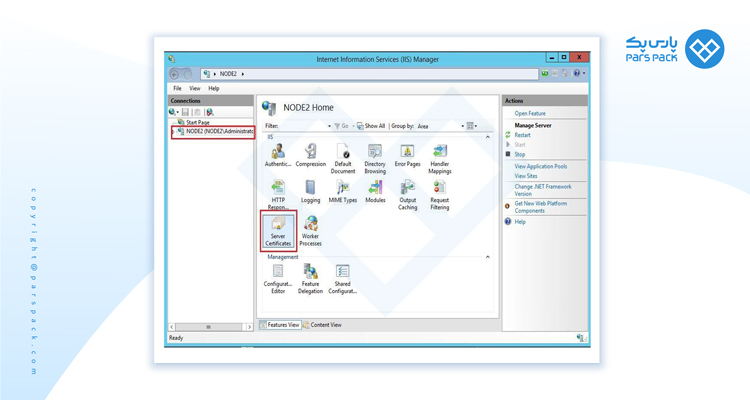 پارس پک
PARS PACK
Internet Information Services (IIS) Manager
NODE2
File View Help
Connections
Start Page
NODE2 (NODE2\Administrato
NODE2 Home
Filter: Go Show All Group by: Area
IIS
Authentic... Compression Default Document Directory Browsing Error Pages Handler Mappings
HTTP Respon... Logging MIME Types Modules Output Caching Request Filtering
Server Certificates Worker Processes
Management
Configurat... Editor Feature Delegation Shared Configurat...
Features View Content View
Ready
Actions
Open Feature
Manage Server
Restart
Start
Stop
View Application Pools
View Sites
Change .NET Framework
Version
Get New Web Platform
Components
Help
copyright@parspack.com